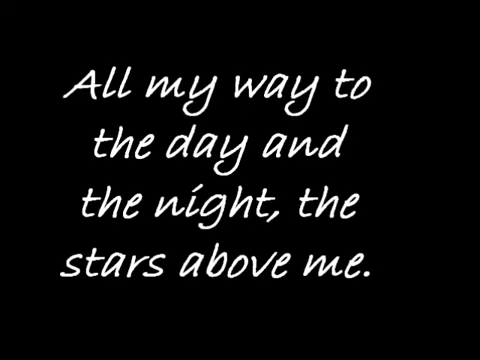 All my way to
the day and
the night, the
stars above me.